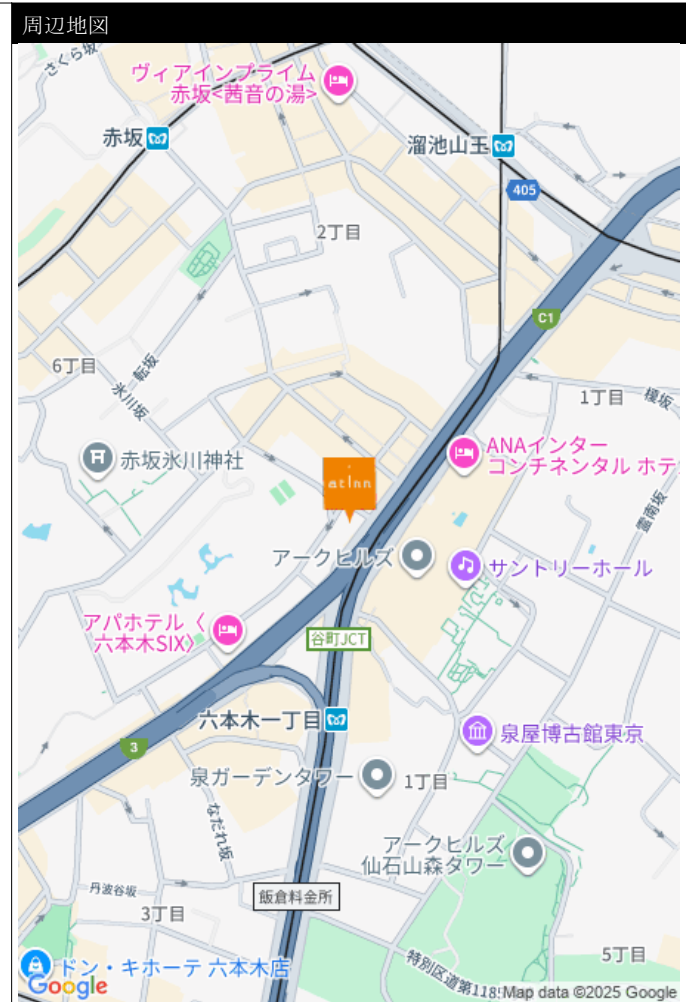 周辺地図
さくら坂
ヴィアインプライム
赤坂<茜音の湯>
赤坂
溜池山王
405
2丁目
C1
6丁目
転坂
氷川坂
1丁目
榎坂
ANAインター
コンチネンタル ホテ
赤坂氷川神社
at Inn
霊南坂
アークヒルズ
サントリーホール
アパホテル〈
六本木SIX〉
谷町JCT
六本木一丁目
3
泉屋博古館東京
泉ガーデンタワー
1丁目
なだれ坂
アークヒルズ
仙石山森タワー
丹波谷坂
飯倉料金所
3丁目
5丁目
ドン・キホーテ 六本木店
特別区道第1185
Google
Map data ©2025 Google